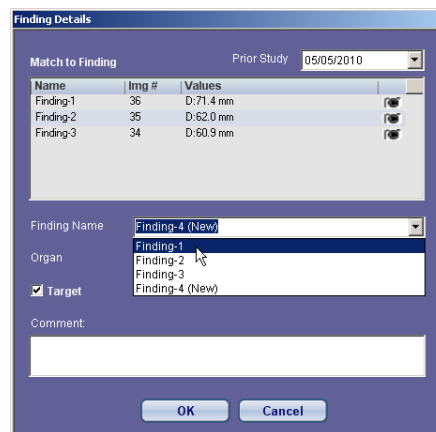 Finding Details
Match to Finding Prior Study 05/05/2010
Name Img # Values
Finding-1 36 D:71.4 mm
Finding-2 35 D:62.0 mm
Finding-3 34 D:60.9 mm
Finding Name Finding-4 (New)
Finding-1
Organ Finding-2
Finding-3
Target Finding-4 (New)
Comment:
OK Cancel